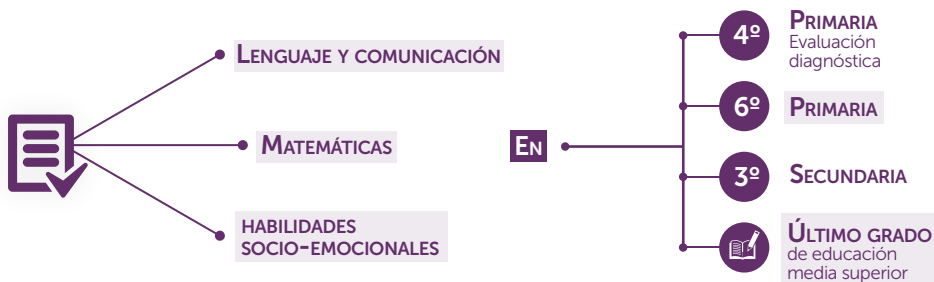 LENGUAJE Y COMUNICACIÓN
MATEMÁTICAS
HABILIDADES
SOCIO-EMOCIONALES
EN
4º
PRIMARIA
Evaluación
diagnóstica
6º
PRIMARIA
3º
SECUNDARIA
ÚLTIMO GRADO
de educación
media superior